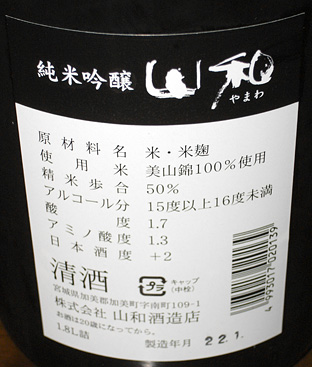 純米吟醸 山和
やまわ
原材料名 米・米麹
使用米 美山錦100%使用
精米歩合 50%
アルコール分 15度以上16度未満
酸度 1.7
アミノ酸度 1.3
日本酒度 +2
清酒
プラ
キャップ
(中栓)
宮城県加美郡加美町字南町109-1
株式会社 山和酒造店
お酒は20歳になってから。
1.8L詰
製造年月 22.1.
4973017020139